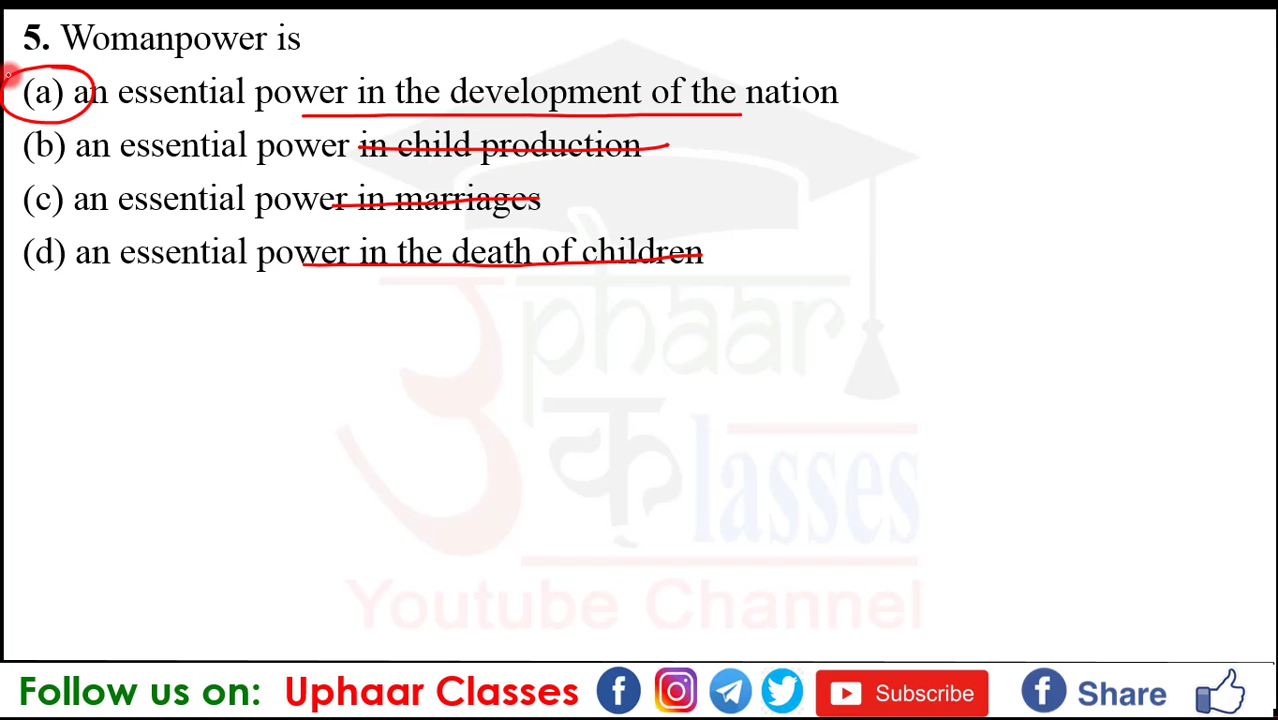 5. Womanpower is
(a) an essential power in the development of the nation
(b) an essential power in child production
(c) an essential power in marriages
(d) an essential power in the death of children
उphaar
कlasses
Youtube Channel
Follow us on: Uphaar Classes Subscribe Share